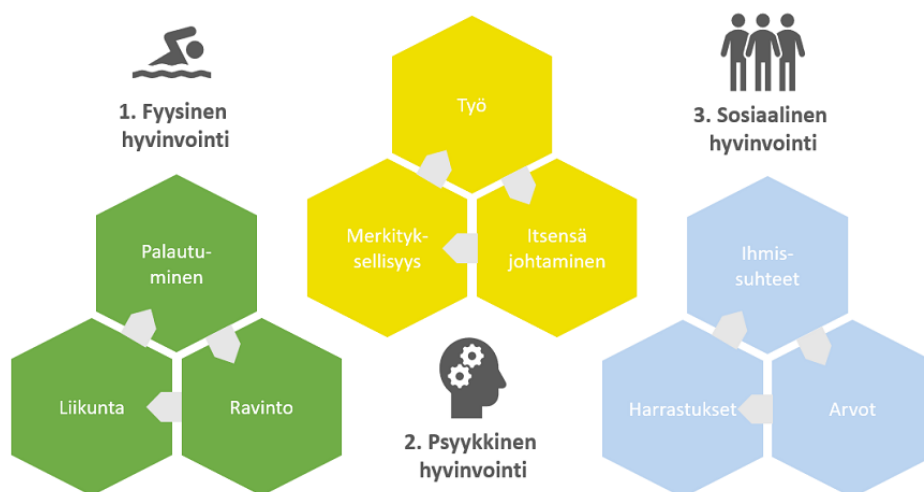 1. Fyysinen
hyvinvointi
Palautu-
minen
Liikunta
Ravinto
Työ
Merkityk-
sellisyys
Itsensä
johtaminen
2. Psyykkinen
hyvinvointi
3. Sosiaalinen
hyvinvointi
Ihmis-
suhteet
Harrastukset
Arvot